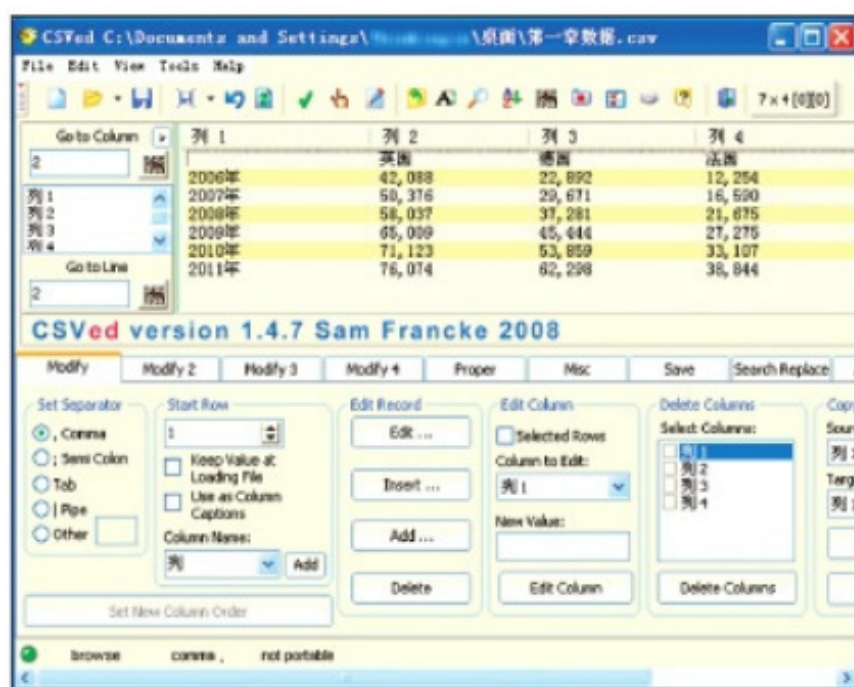 CSVed C:\Documents and Settings\ \桌面\第一章数据.csv
File Edit View Tools Help
7×4 [0][0]
Go to Column
2
列 1
列 2
列 3
列 4
Go to Line
2
列 1 列 2 列 3 列 4
英国 德国 法国
2006年 42,088 22,892 12,254
2007年 50,376 29,671 16,590
2008年 58,037 37,281 21,675
2009年 65,009 45,444 27,275
2010年 71,123 53,859 33,107
2011年 76,074 62,298 38,844
CSVed version 1.4.7 Sam Francke 2008
Modify Modify 2 Modify 3 Modify 4 Proper Misc Save Search Replace
Set Separator
, Comma
; Semi Colon
Tab
| Pipe
Other
Start Row
1
Keep Value at
Loading File
Use as Column
Captions
Column Name:
列 Add
Set New Column Order
Edit Record
Edit ...
Insert ...
Add ...
Delete
Edit Column
Selected Rows
Column to Edit:
列 1
New Value:
Edit Column
Delete Columns
Select Columns:
列 1
列 2
列 3
列 4
Delete Columns
Copy
Sour
列
Targ
列
browse comma , not portable